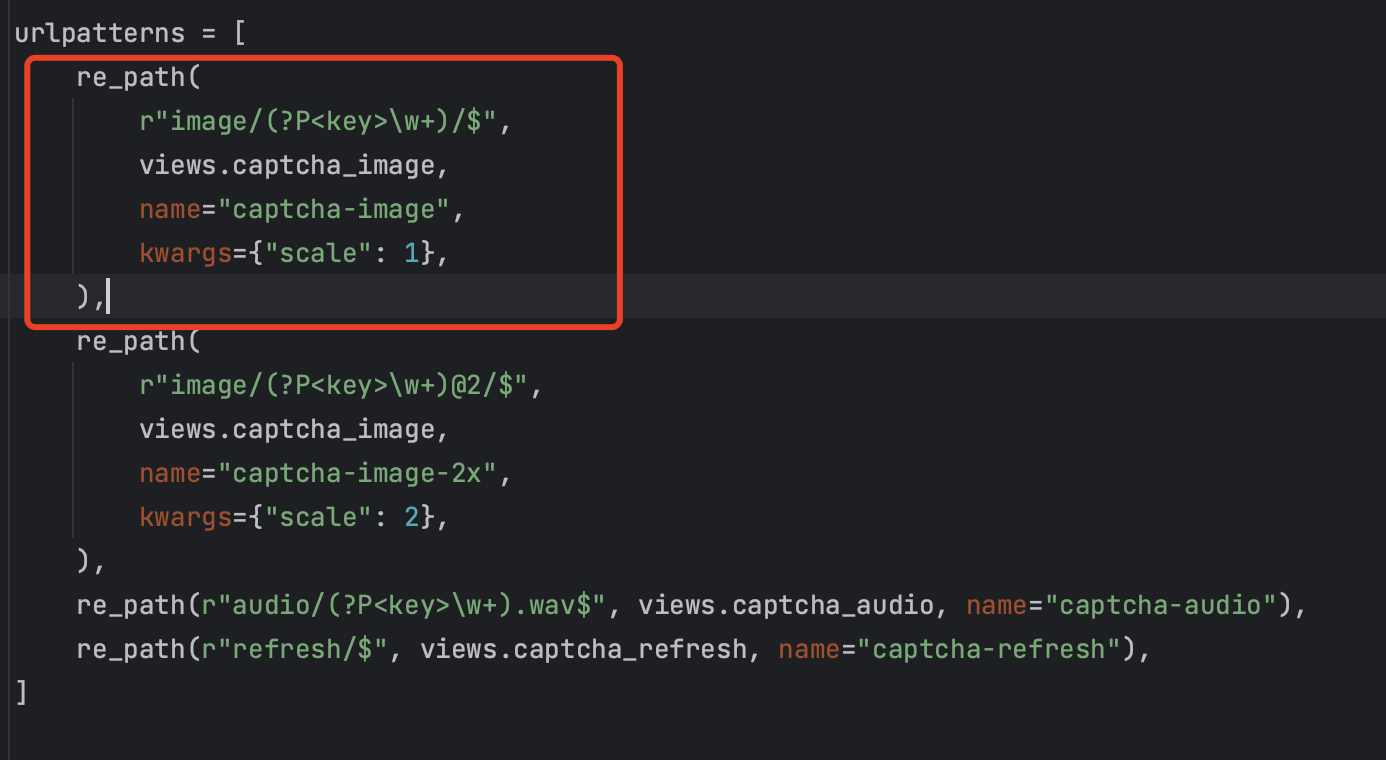 urlpatterns = [
    re_path(
        r"image/(?P<key>\w+)/$",
        views.captcha_image,
        name="captcha-image",
        kwargs={"scale": 1},
    ),
    re_path(
        r"image/(?P<key>\w+)@2/$",
        views.captcha_image,
        name="captcha-image-2x",
        kwargs={"scale": 2},
    ),
    re_path(r"audio/(?P<key>\w+).wav$", views.captcha_audio, name="captcha-audio"),
    re_path(r"refresh/$", views.captcha_refresh, name="captcha-refresh"),
]